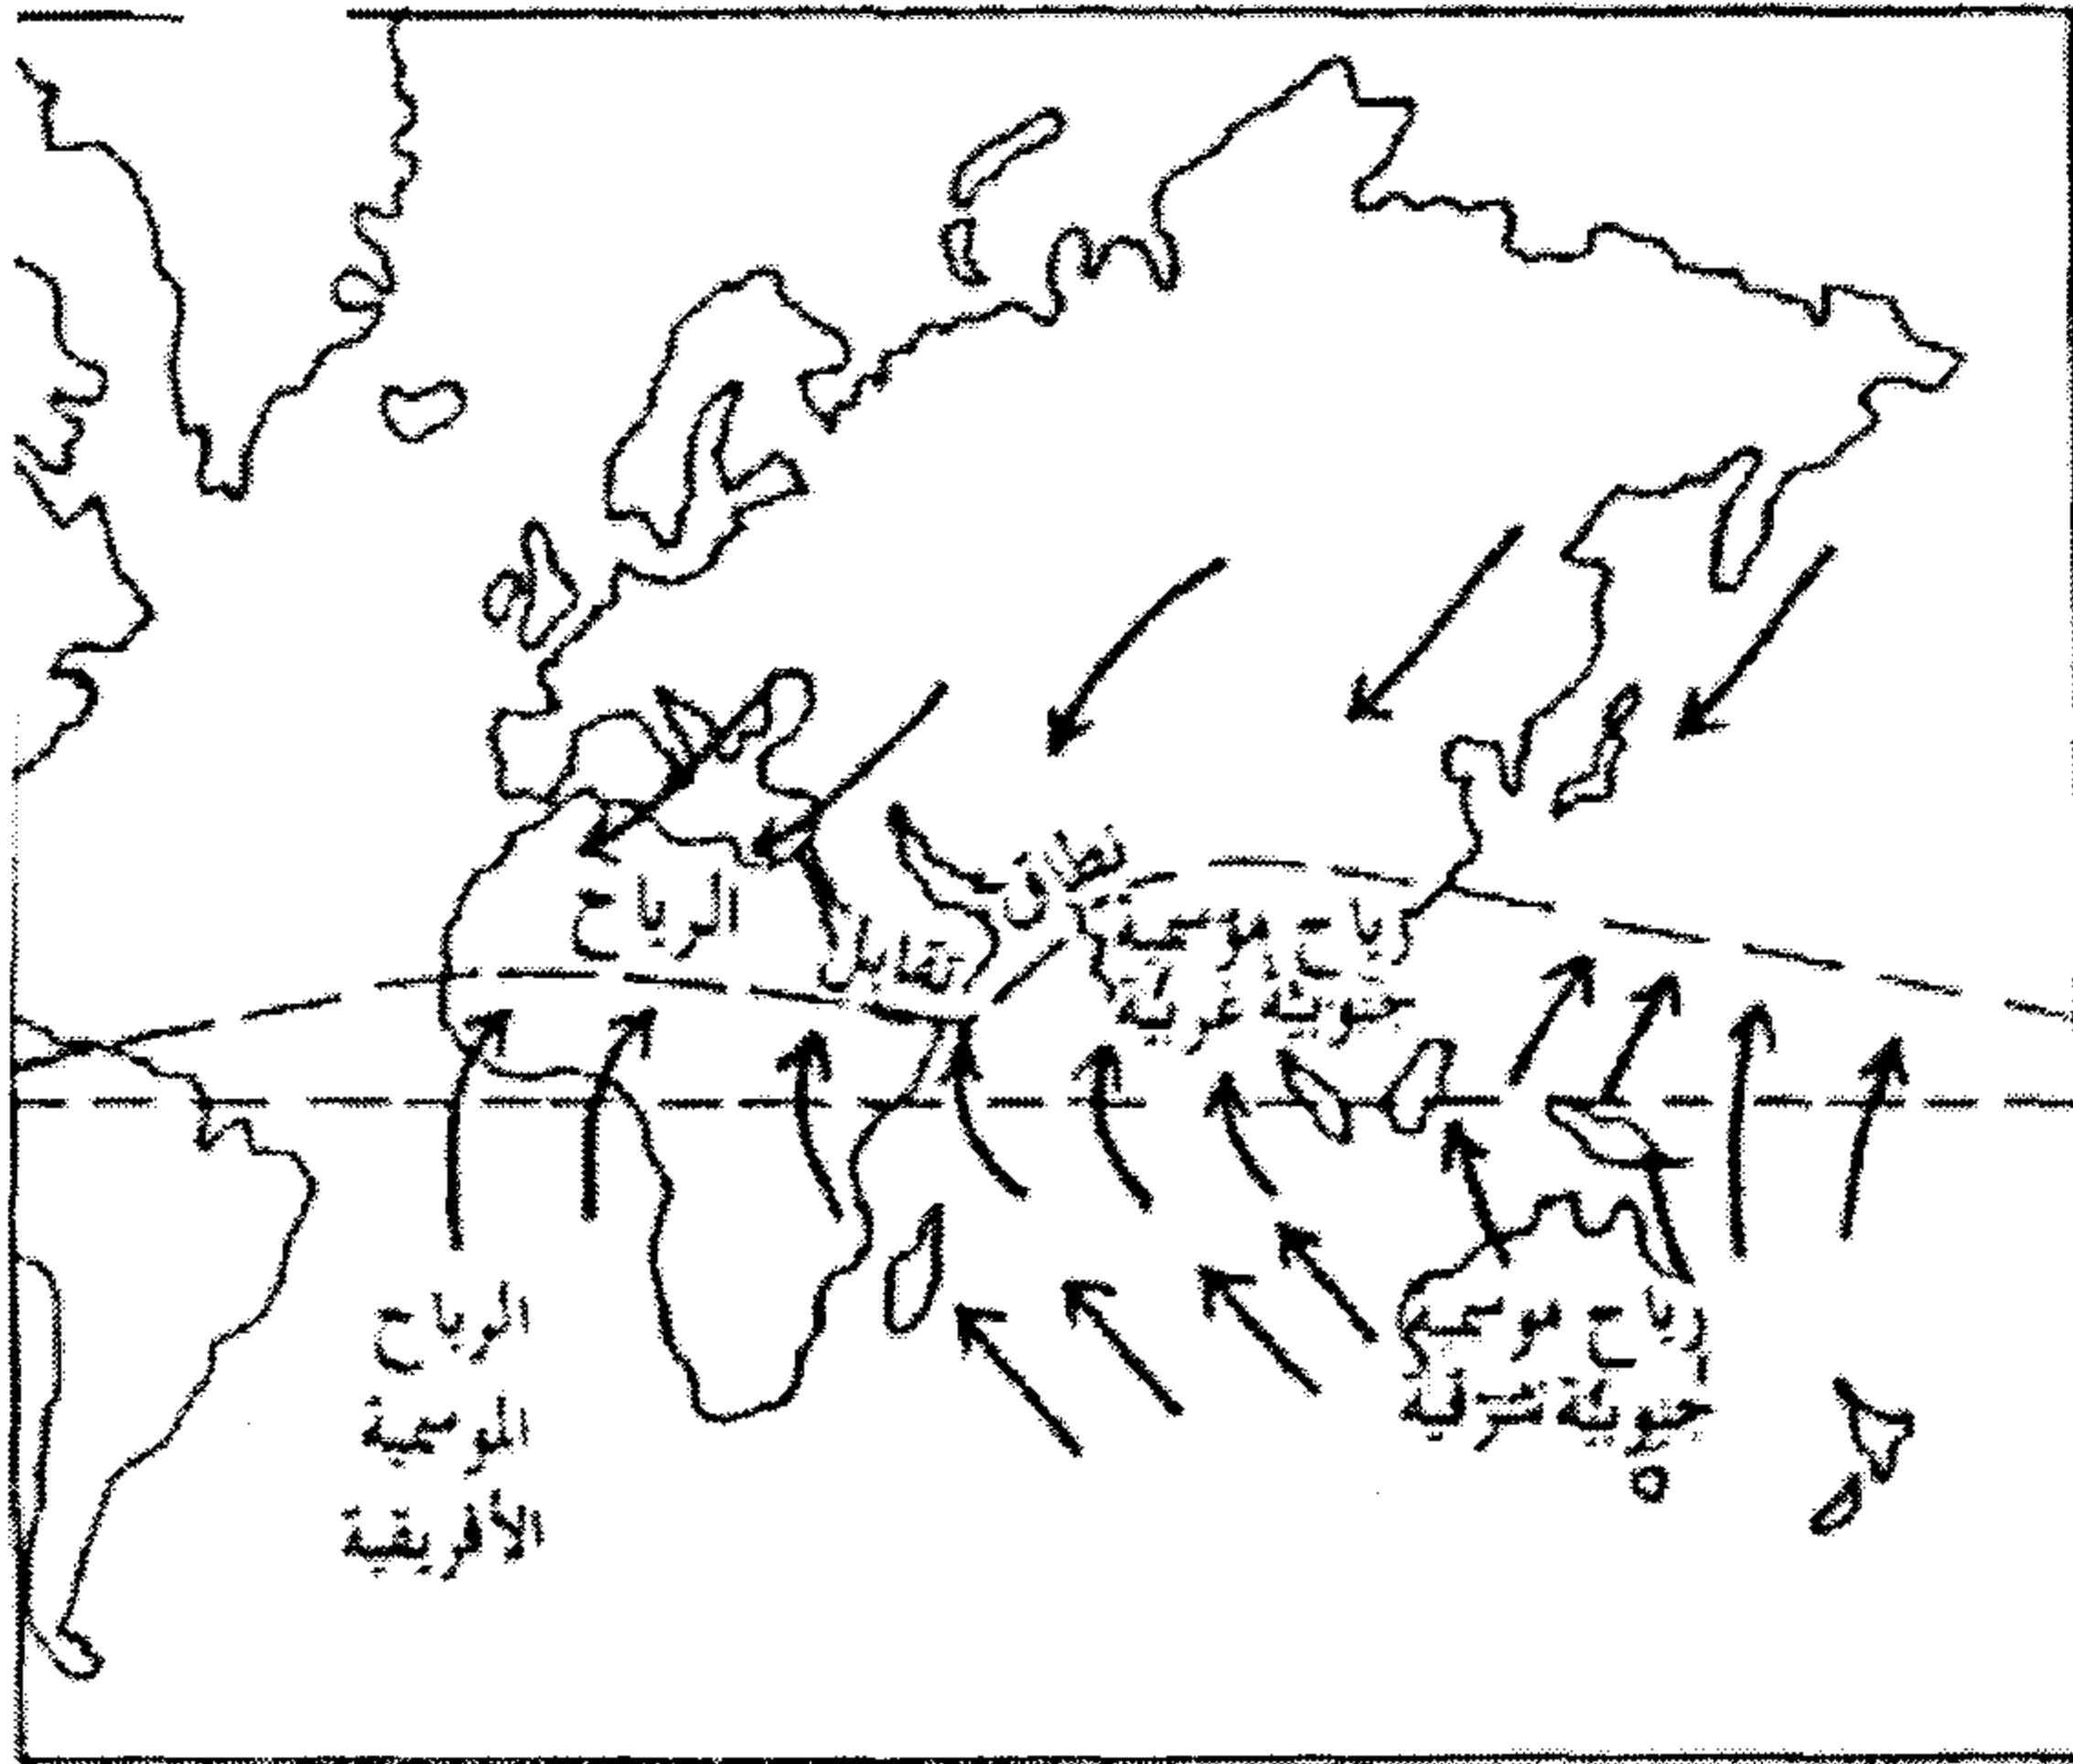 نطاق
تقابل
الرياح
رياح موسمية
جنوبية غربية
الرياح
الموسمية
الأفريقية
رياح موسمية
جنوبية شرقية